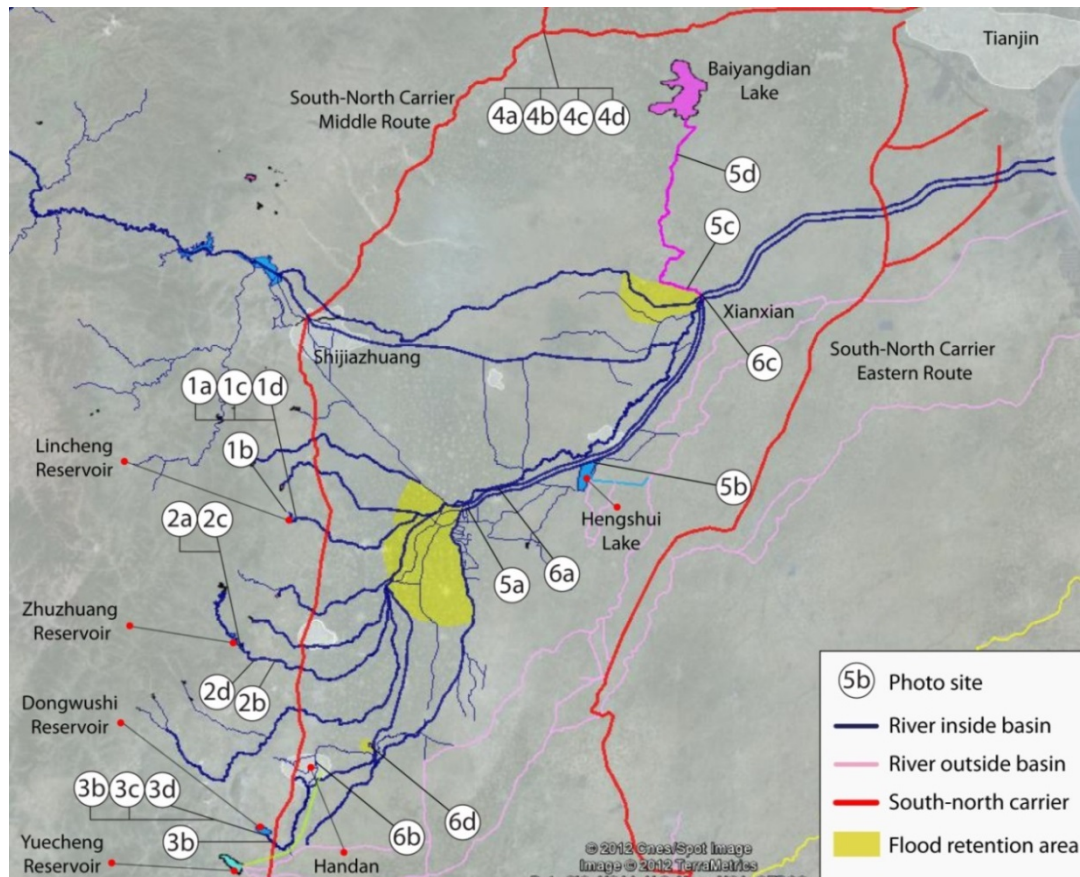 Tianjin
Baiyangdian
Lake
South-North Carrier
Middle Route
4a 4b 4c 4d
5d
5c
Xianxian
6c
South-North Carrier
Eastern Route
Shijiazhuang
1a 1c 1d
Lincheng
Reservoir
1b
5b
Hengshui
Lake
2a 2c
6a
5a
Zhuzhuang
Reservoir
2d 2b
Dongwushi
Reservoir
3b 3c 3d
3b
6b
6d
Yuecheng
Reservoir
Handan
© 2012 Cnes/Spot Image
Image © 2012 TerraMetrics
5b Photo site
River inside basin
River outside basin
South-north carrier
Flood retention area